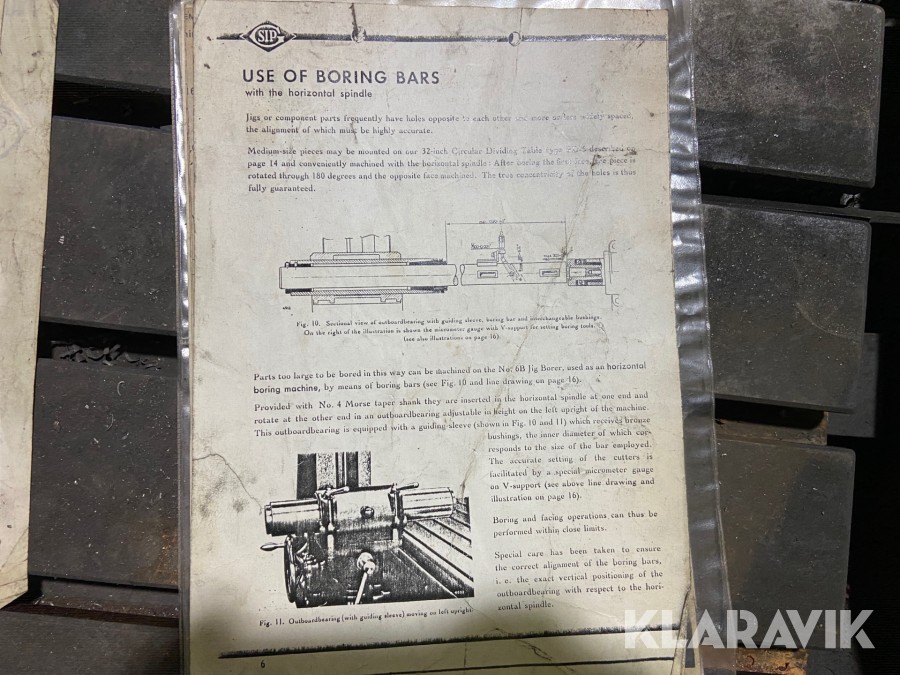 SIP
USE OF BORING BARS
with the horizontal spindle
Jigs or component parts frequently have holes opposite to each other and more or less widely spaced,
the alignment of which must be highly accurate.
Medium-size pieces may be mounted on our 32-inch Circular Dividing Table type described on
page 14 and conveniently machined with the horizontal spindle. After boring the first face, the piece is
rotated through 180 degrees and the opposite face machined. The true concentricity of the holes is thus
fully guaranteed.
Fig. 10. Sectional view of outboardbearing with guiding sleeve, boring bar and interchangeable bushings.
On the right of the illustration is shown the micrometer gauge with V-support for setting boring tools.
(see also illustrations on page 16).
Parts too large to be bored in this way can be machined on the No. 6B Jig Borer, used as an horizontal
boring machine, by means of boring bars (see Fig. 10 and line drawing on page 16).
Provided with No. 4 Morse taper shank they are inserted in the horizontal spindle at one end and
rotate at the other end in an outboardbearing adjustable in height on the left upright of the machine.
This outboardbearing is equipped with a guiding sleeve (shown in Fig. 10 and 11) which receives bronze
bushings, the inner diameter of which cor-
responds to the size of the bar employed.
The accurate setting of the cutters is
facilitated by a special micrometer gauge
on V-support (see above line drawing and
illustration on page 16).
Boring and facing operations can thus be
performed within close limits.
Special care has been taken to ensure
the correct alignment of the boring bars,
i. e. the exact vertical positioning of the
outboardbearing with respect to the hori-
zontal spindle.
Fig. 11. Outboardbearing (with guiding sleeve) moving on left upright.
6
KLARAVIK